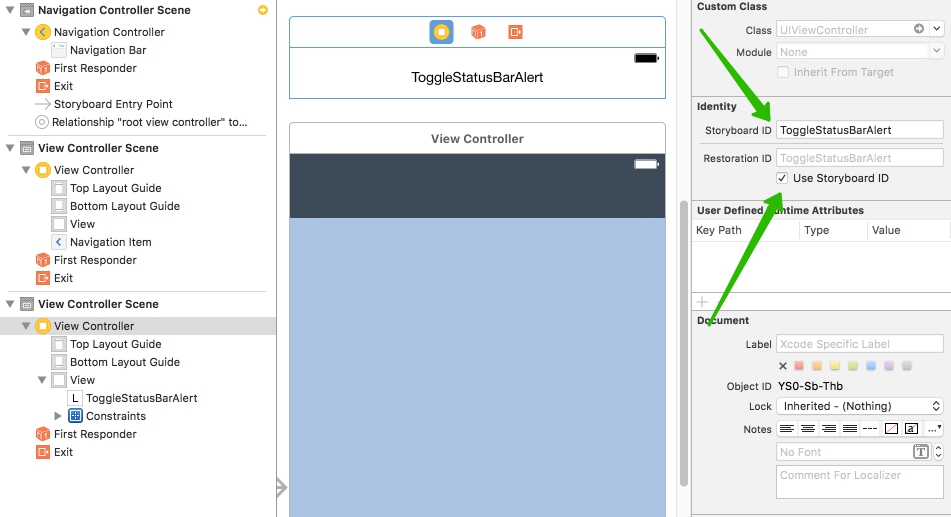 Navigation Controller Scene
Navigation Controller
Navigation Bar
First Responder
Exit
Storyboard Entry Point
Relationship "root view controller" to...
View Controller Scene
View Controller
Top Layout Guide
Bottom Layout Guide
View
Navigation Item
First Responder
Exit
View Controller Scene
View Controller
Top Layout Guide
Bottom Layout Guide
View
L ToggleStatusBarAlert
Constraints
First Responder
Exit
ToggleStatusBarAlert
View Controller
Custom Class
Class UIViewController
Module None
Inherit From Target
Identity
Storyboard ID ToggleStatusBarAlert
Restoration ID ToggleStatusBarAlert
Use Storyboard ID
User Defined Runtime Attributes
Key Path Type Value
Document
Label Xcode Specific Label
Object ID YS0-Sb-Thb
Lock Inherited - (Nothing)
Notes
No Font T
Comment For Localizer